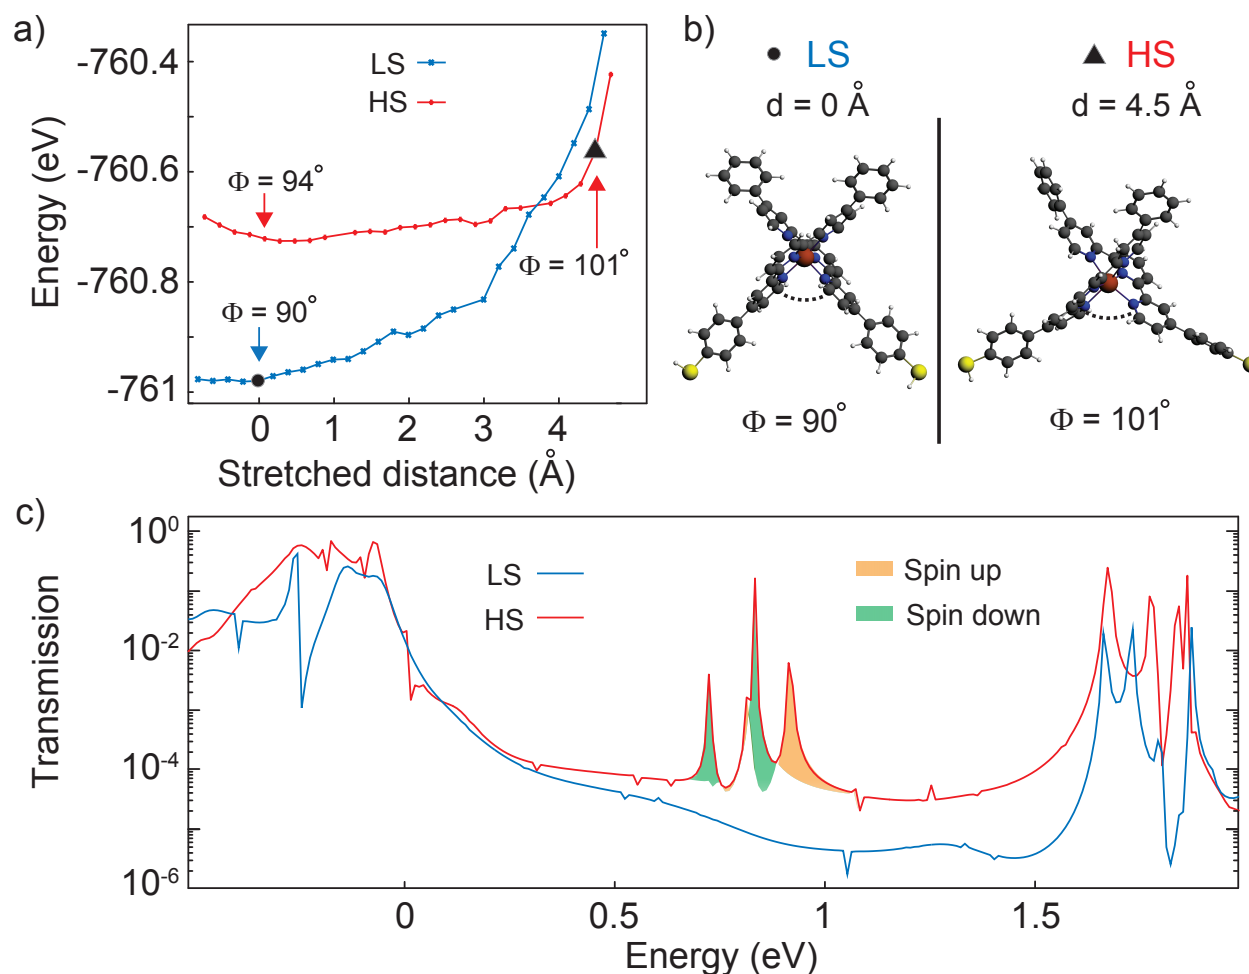 a)
Energy (eV)
-760.4
-760.6
-760.8
-761
LS
HS
Φ = 94°
Φ = 90°
Φ = 101°
0
1
2
3
4
Stretched distance (Å)
b)
LS
HS
d = 0 Å
d = 4.5 Å
Φ = 90°
Φ = 101°
c)
Transmission
10⁰
10⁻²
10⁻⁴
10⁻⁶
LS
HS
Spin up
Spin down
0
0.5
1
1.5
Energy (eV)